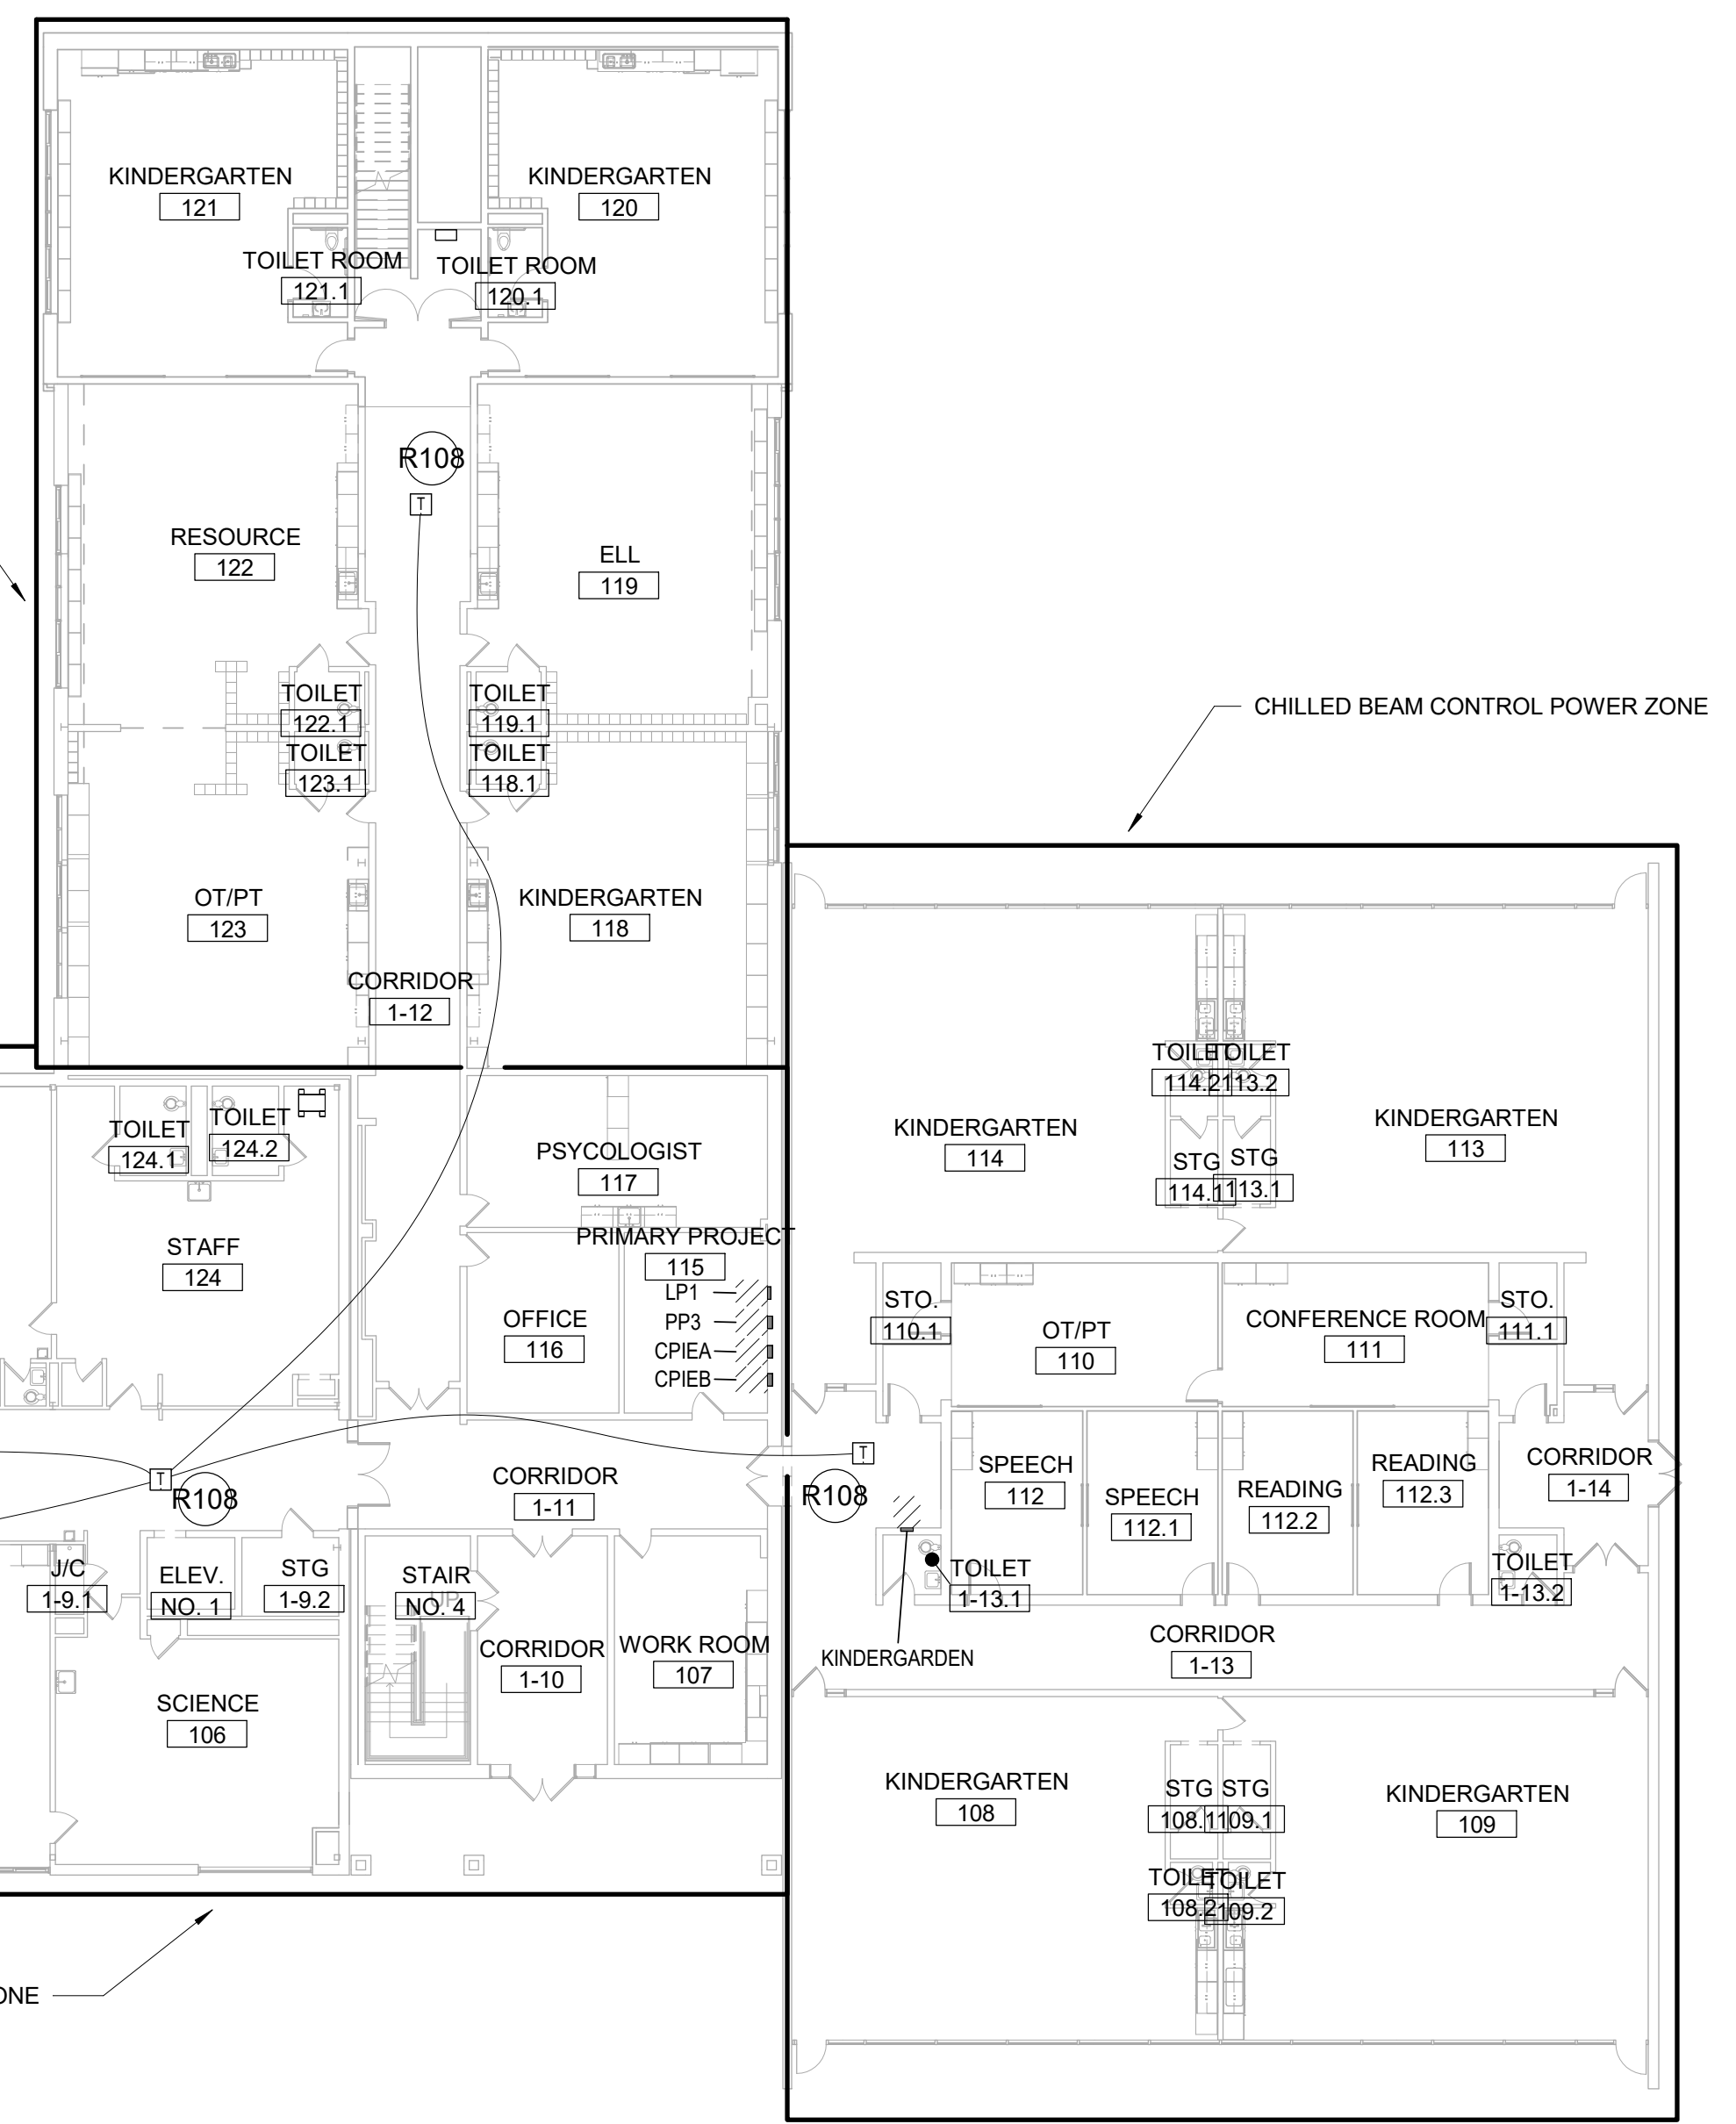 KINDERGARTEN
121
KINDERGARTEN
120
TOILET ROOM
121.1
TOILET ROOM
120.1
R108
T
RESOURCE
122
ELL
119
TOILET
122.1
TOILET
119.1
TOILET
123.1
TOILET
118.1
CHILLED BEAM CONTROL POWER ZONE
OT/PT
123
KINDERGARTEN
118
CORRIDOR
1-12
TOILET
124.1
TOILET
124.2
PSYCOLOGIST
117
STAFF
124
PRIMARY PROJECT
115
LP1
PP3
CPIEA
CPIEB
OFFICE
116
TOILET
114.2
TOILET
113.2
KINDERGARTEN
114
KINDERGARTEN
113
STG
114.1
STG
113.1
STO.
110.1
OT/PT
110
CONFERENCE ROOM
111
STO.
111.1
T
R108
CORRIDOR
1-11
T
R108
SPEECH
112
SPEECH
112.1
READING
112.2
READING
112.3
CORRIDOR
1-14
J/C
1-9.1
ELEV.
NO. 1
STG
1-9.2
STAIR
NO. 4
UP
TOILET
1-13.1
TOILET
1-13.2
KINDERGARDEN
CORRIDOR
1-13
CORRIDOR
1-10
WORK ROOM
107
SCIENCE
106
KINDERGARTEN
108
STG
108.1
STG
109.1
KINDERGARTEN
109
TOILET
108.2
TOILET
109.2
ONE